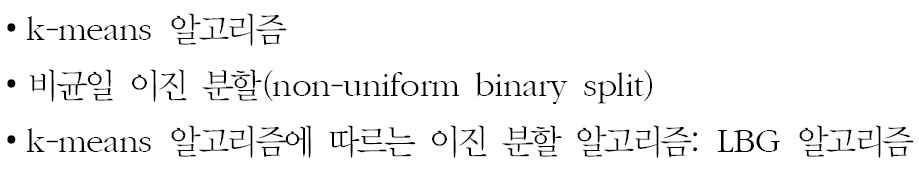 • k-means 알고리즘
• 비균일 이진 분할(non-uniform binary split)
• k-means 알고리즘에 따르는 이진 분할 알고리즘: LBG 알고리즘